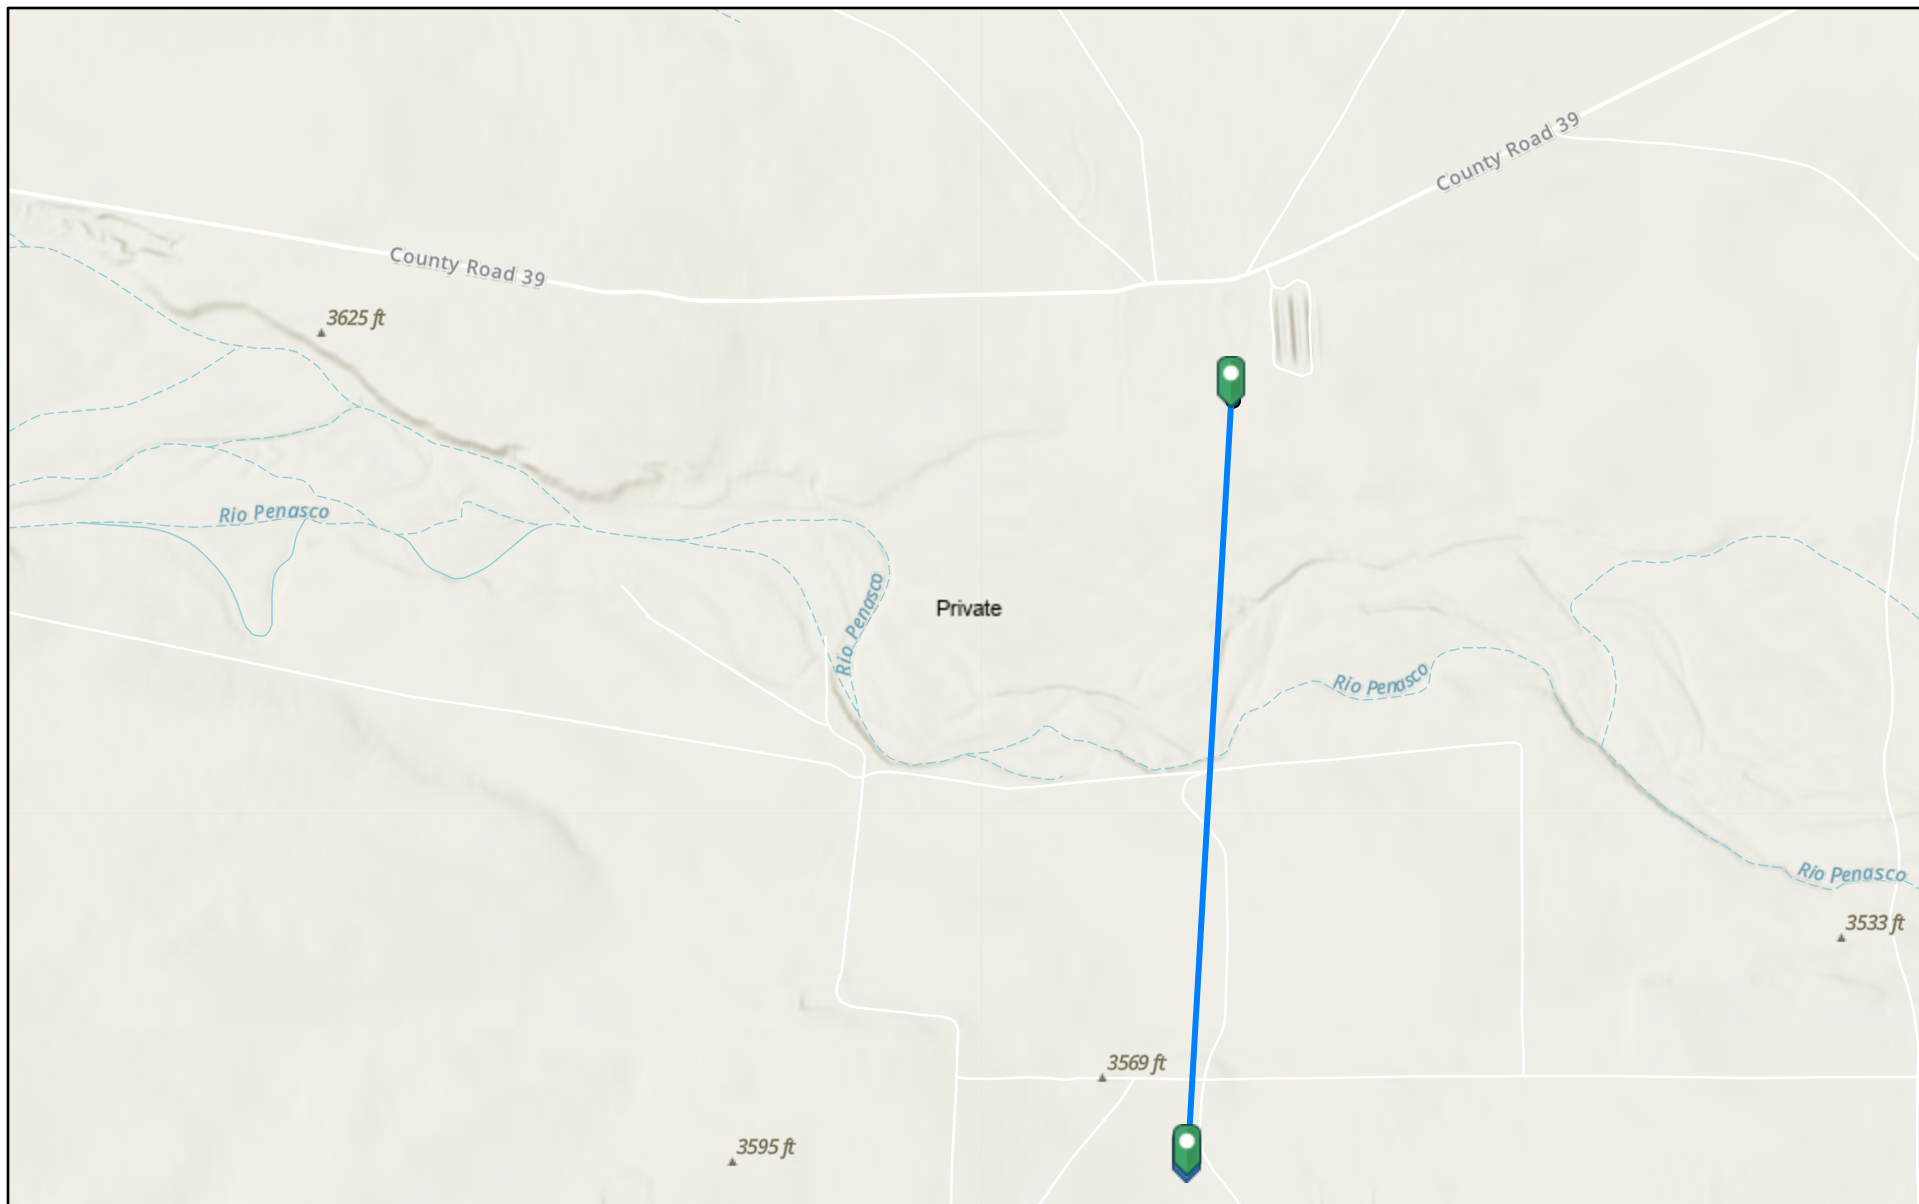 County Road 39
County Road 39
3625 ft
Rio Penasco
Rio Penasco
Private
Rio Penasco
Rio Penasco
3533 ft
3569 ft
3595 ft